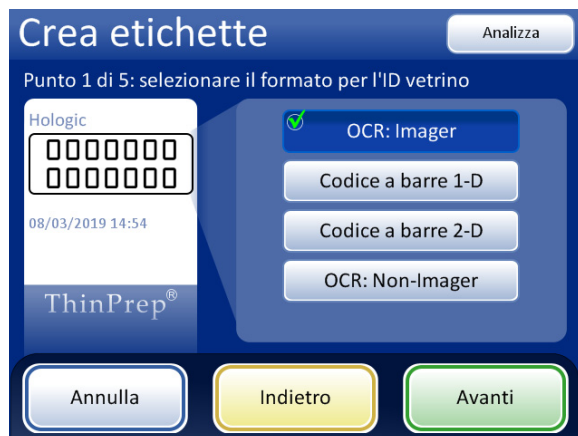 Crea etichette
Analizza
Punto 1 di 5: selezionare il formato per l'ID vetrino
Hologic
0000000
0000000
08/03/2019 14:54
ThinPrep®
OCR: Imager
Codice a barre 1-D
Codice a barre 2-D
OCR: Non-Imager
Annulla
Indietro
Avanti